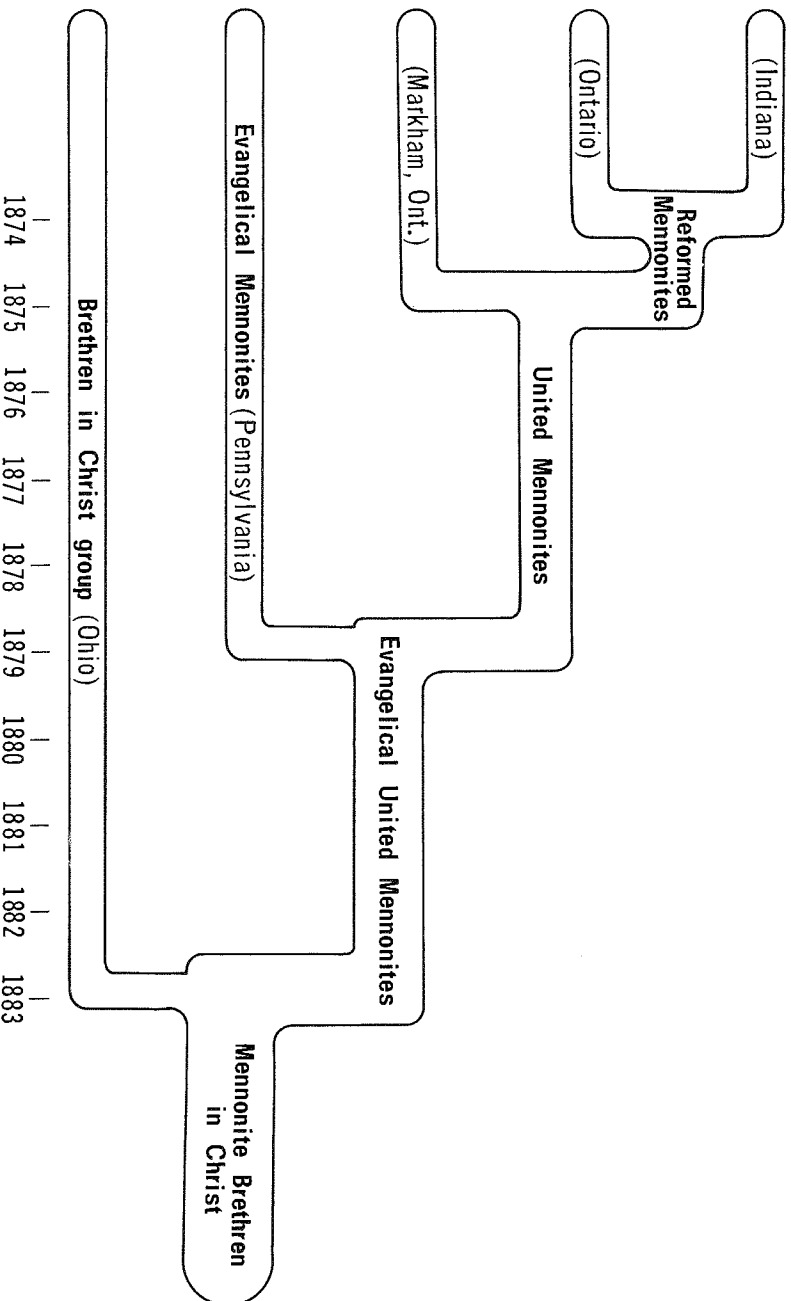 (Indiana)
(Ontario)
Reformed
Mennonites
(Markham, Ont.)
United Mennonites
Evangelical Mennonites (Pennsylvania)
Evangelical United Mennonites
Brethren in Christ group (Ohio)
Mennonite Brethren
in Christ
1874 1875 1876 1877 1878 1879 1880 1881 1882 1883